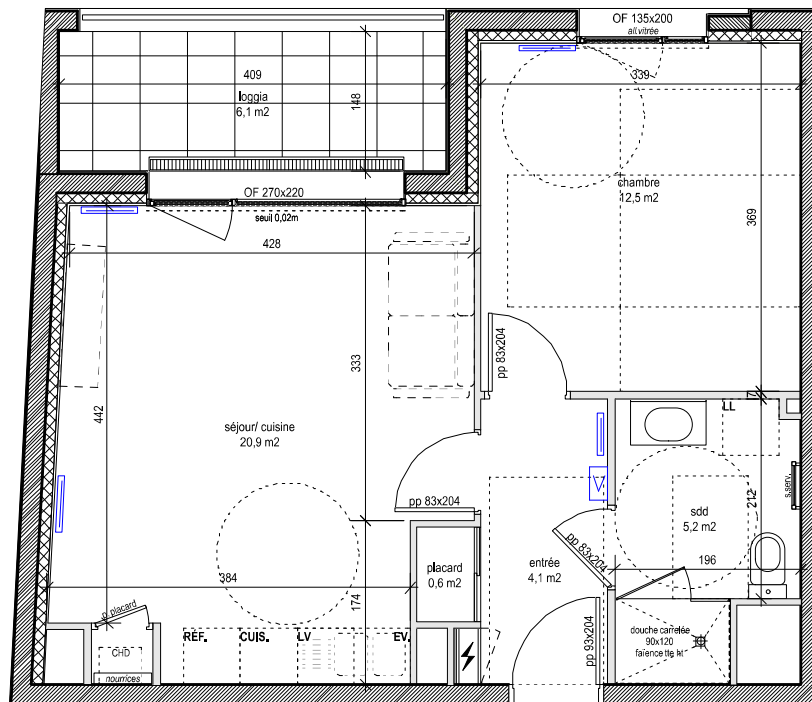 OF 135x200
all.vitrée
409
loggia
6,1 m2
148
339
chambre
12,5 m2
369
OF 270x220
seuil 0,02m
428
333
442
séjour/ cuisine
20,9 m2
pp 83x204
pp 83x204
7
LL
s.serv.
212
sdd
5,2 m2
196
pp 83x204
placard
0,6 m2
entrée
4,1 m2
384
174
p.placard
CHD
nourrices
RÉF.
CUIS.
LV
EV.
pp 93x204
douche carrelée
90x120
faïence tte ht